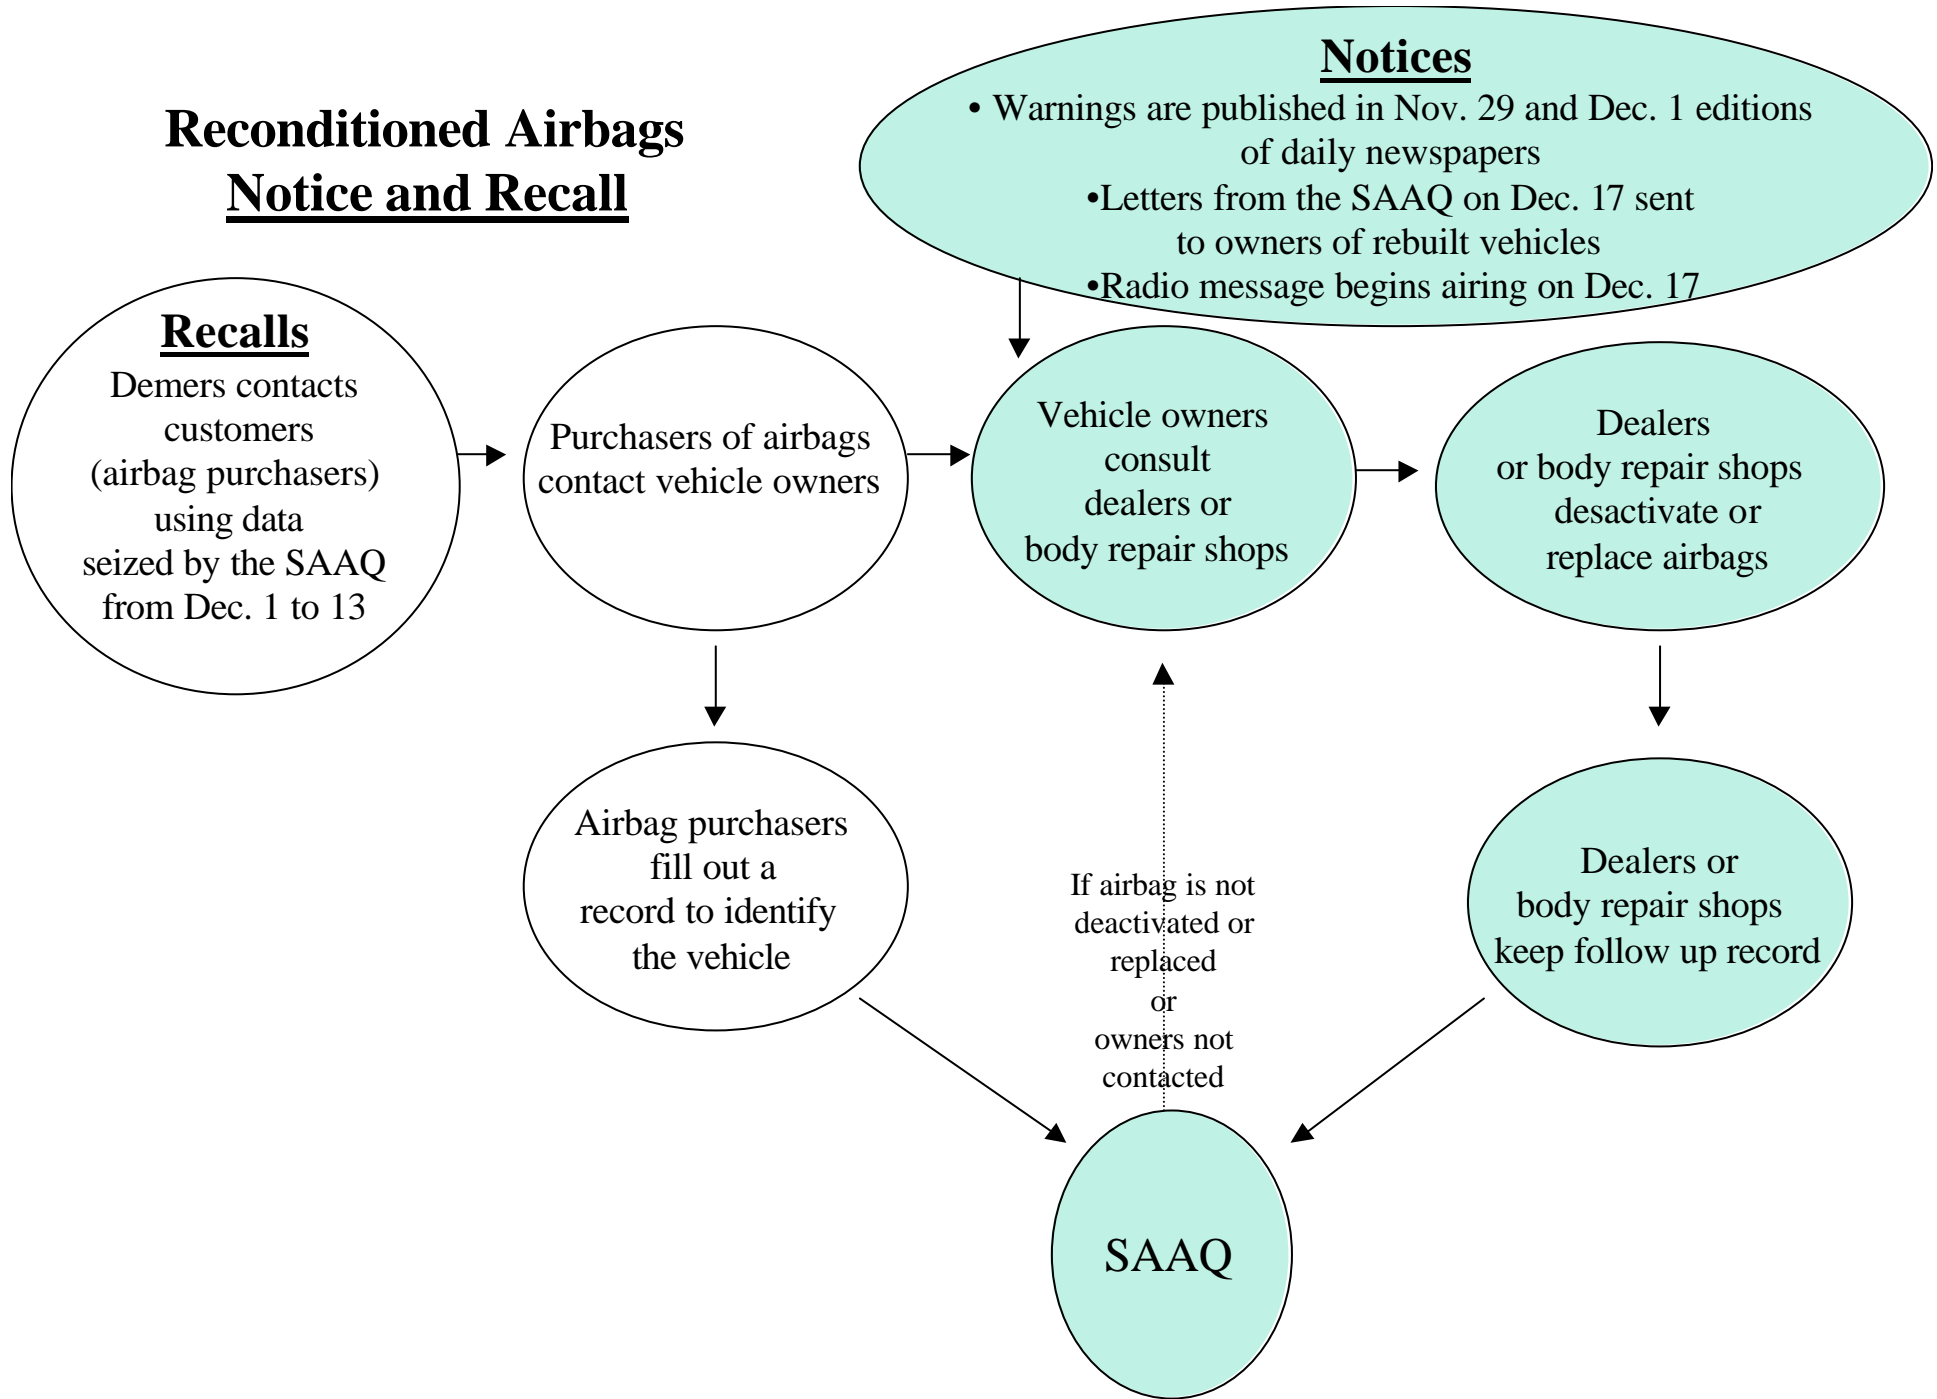 Reconditioned Airbags
Notice and Recall
Notices
• Warnings are published in Nov. 29 and Dec. 1 editions
of daily newspapers
•Letters from the SAAQ on Dec. 17 sent
to owners of rebuilt vehicles
•Radio message begins airing on Dec. 17
Recalls
Demers contacts
customers
(airbag purchasers)
using data
seized by the SAAQ
from Dec. 1 to 13
Purchasers of airbags
contact vehicle owners
Vehicle owners
consult
dealers or
body repair shops
Dealers
or body repair shops
desactivate or
replace airbags
Airbag purchasers
fill out a
record to identify
the vehicle
If airbag is not
deactivated or
replaced
or
owners not
contacted
Dealers or
body repair shops
keep follow up record
SAAQ